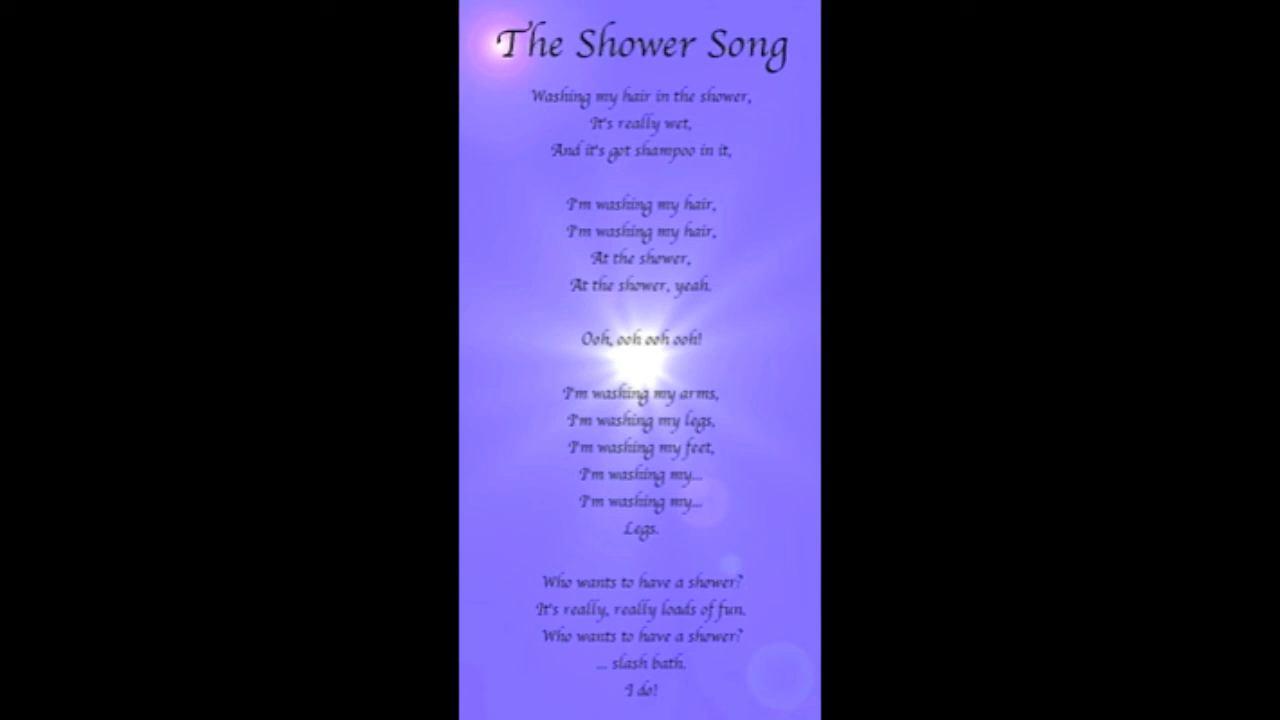 The Shower Song
Washing my hair in the shower,
It's really wet,
And it's got shampoo in it,
I'm washing my hair,
I'm washing my hair,
At the shower,
At the shower, yeah.
Ooh, ooh ooh ooh!
I'm washing my arms,
I'm washing my legs,
I'm washing my feet,
I'm washing my...
I'm washing my...
Legs.
Who wants to have a shower?
It's really, really loads of fun.
Who wants to have a shower?
... slash bath.
I do!